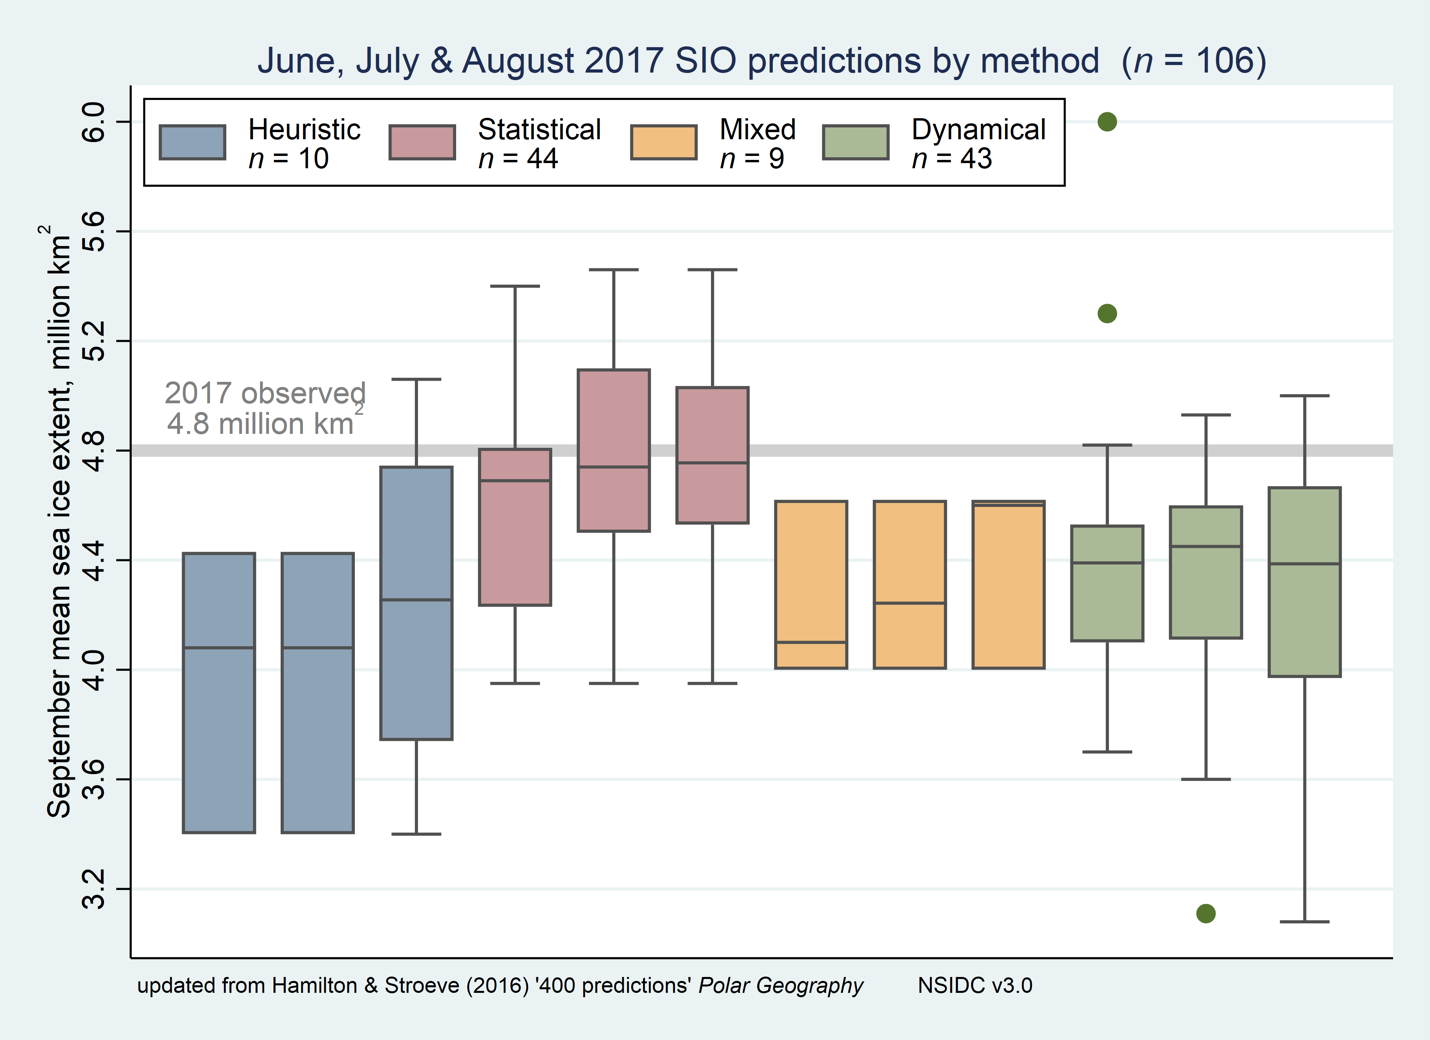 June, July & August 2017 SIO predictions by method (n = 106)
Heuristic
n = 10
Statistical
n = 44
Mixed
n = 9
Dynamical
n = 43
September mean sea ice extent, million km²
6.0
5.6
5.2
4.8
4.4
4.0
3.6
3.2
2017 observed
4.8 million km²
updated from Hamilton & Stroeve (2016) '400 predictions' Polar Geography NSIDC v3.0